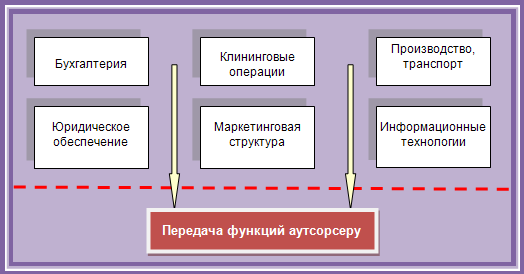 Бухгалтерия
Клининговые
операции
Производство,
транспорт
Юридическое
обеспечение
Маркетинговая
структура
Информационные
технологии
Передача функций аутсорсеру